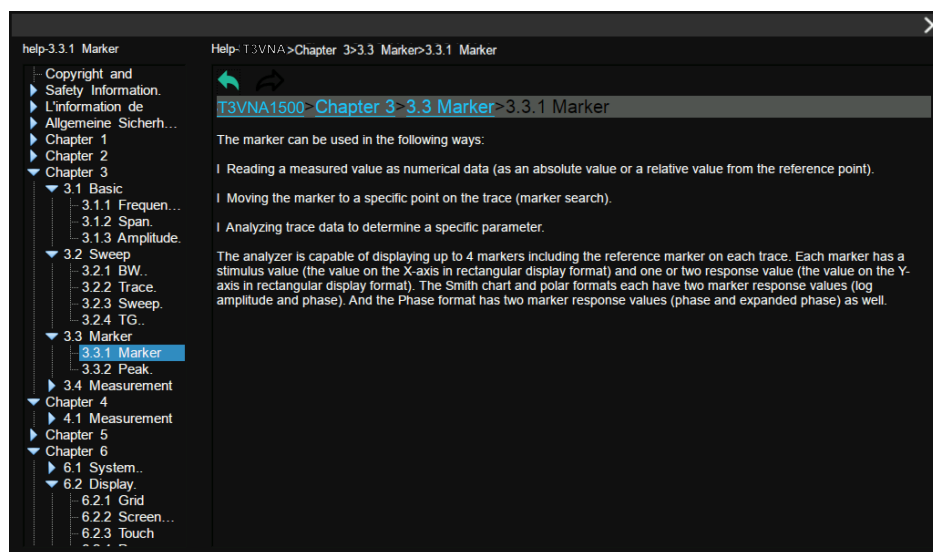 help-3.3.1 Marker
Help-T3VNA>Chapter 3>3.3 Marker>3.3.1 Marker
Copyright and
Safety Information.
L'information de
Allgemeine Sicherh...
Chapter 1
Chapter 2
Chapter 3
3.1 Basic
3.1.1 Frequen...
3.1.2 Span.
3.1.3 Amplitude.
3.2 Sweep
3.2.1 BW..
3.2.2 Trace.
3.2.3 Sweep.
3.2.4 TG..
3.3 Marker
3.3.1 Marker
3.3.2 Peak.
3.4 Measurement
Chapter 4
4.1 Measurement
Chapter 5
Chapter 6
6.1 System..
6.2 Display.
6.2.1 Grid
6.2.2 Screen...
6.2.3 Touch
T3VNA1500>Chapter 3>3.3 Marker>3.3.1 Marker
The marker can be used in the following ways:
l Reading a measured value as numerical data (as an absolute value or a relative value from the reference point).
l Moving the marker to a specific point on the trace (marker search).
l Analyzing trace data to determine a specific parameter.
The analyzer is capable of displaying up to 4 markers including the reference marker on each trace. Each marker has a
stimulus value (the value on the X-axis in rectangular display format) and one or two response value (the value on the Y-
axis in rectangular display format). The Smith chart and polar formats each have two marker response values (log
amplitude and phase). And the Phase format has two marker response values (phase and expanded phase) as well.